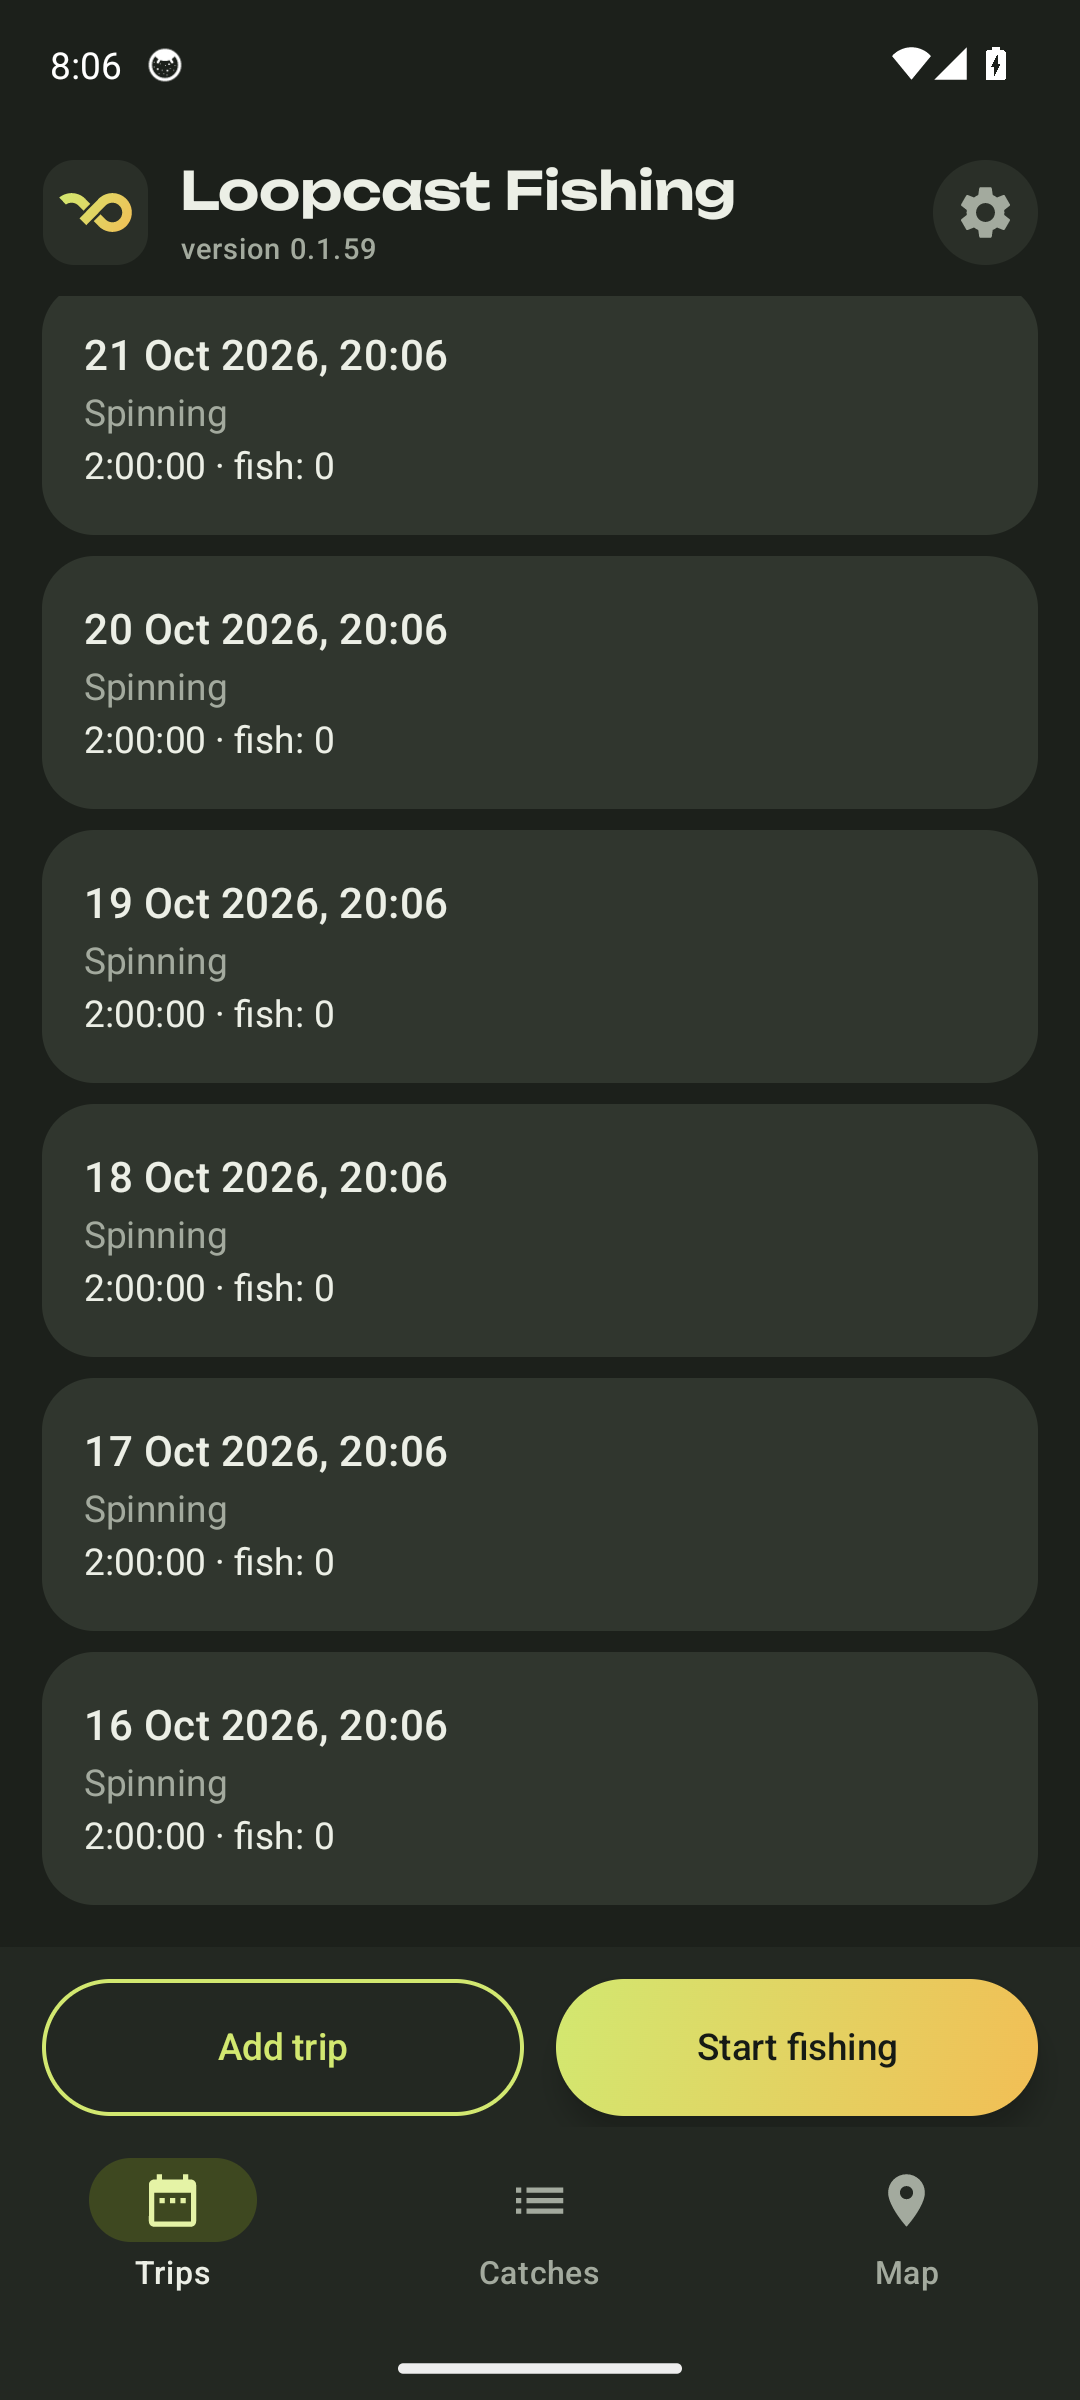 8:06
Loopcast Fishing
version 0.1.59
21 Oct 2026, 20:06
Spinning
2:00:00 · fish: 0
20 Oct 2026, 20:06
Spinning
2:00:00 · fish: 0
19 Oct 2026, 20:06
Spinning
2:00:00 · fish: 0
18 Oct 2026, 20:06
Spinning
2:00:00 · fish: 0
17 Oct 2026, 20:06
Spinning
2:00:00 · fish: 0
16 Oct 2026, 20:06
Spinning
2:00:00 · fish: 0
Add trip Start fishing
Trips Catches Map